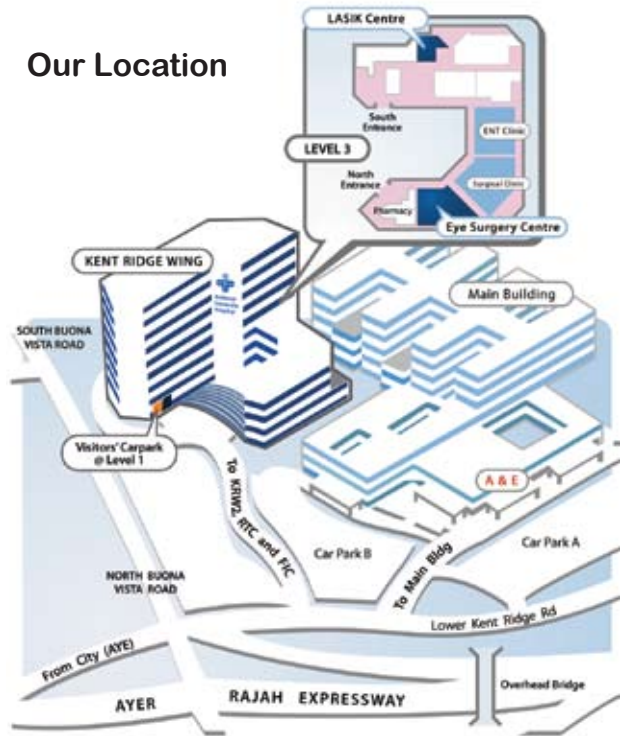 Our Location
LASIK Centre
South
Entrance
ENT Clinic
LEVEL 3
North
Entrance
Surgical Clinic
Pharmacy
Eye Surgery Centre
KENT RIDGE WING
National
University
Hospital
Main Building
SOUTH BUONA
VISTA ROAD
Visitors' Carpark
@ Level 1
A & E
To KRW2, RTC and FIC
Car Park B
To Main Bldg
Car Park A
NORTH BUONA
VISTA ROAD
Lower Kent Ridge Rd
From City (AYE)
Overhead Bridge
AYER RAJAH EXPRESSWAY